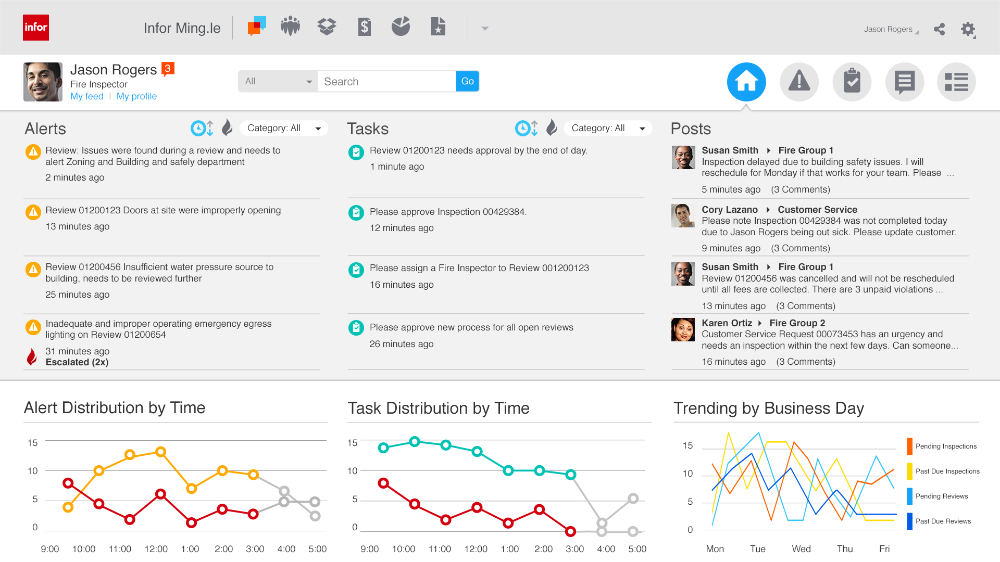 infor
Infor Ming.le
Jason Rogers
Jason Rogers 3
Fire Inspector
My feed | My profile
All Search Go
Alerts
Category: All
Review: Issues were found during a review and needs to
alert Zoning and Building and safely department
2 minutes ago
Review 01200123 Doors at site were improperly opening
13 minutes ago
Review 01200456 Insufficient water pressure source to
building, needs to be reviewed further
25 minutes ago
Inadequate and improper operating emergency egress
lighting on Review 01200654
31 minutes ago
Escalated (2x)
Tasks
Category: All
Review 01200123 needs approval by the end of day.
1 minute ago
Please approve Inspection 00429384.
12 minutes ago
Please assign a Fire Inspector to Review 001200123
16 minutes ago
Please approve new process for all open reviews
26 minutes ago
Posts
Susan Smith Fire Group 1
Inspection delayed due to building safety issues. I will
reschedule for Monday if that works for your team. Please ...
5 minutes ago (3 Comments)
Cory Lazano Customer Service
Please note Inspection 00429384 was not completed today
due to Jason Rogers being out sick. Please update customer.
9 minutes ago (3 Comments)
Susan Smith Fire Group 1
Review 01200456 was cancelled and will not be rescheduled
until all fees are collected. There are 3 unpaid violations ...
13 minutes ago (3 Comments)
Karen Ortiz Fire Group 2
Customer Service Request 00073453 has an urgency and
needs an inspection within the next few days. Can someone...
16 minutes ago (3 Comments)
Alert Distribution by Time
15
10
5
0
9:00 10:00 11:00 12:00 1:00 2:00 3:00 4:00 5:00
Task Distribution by Time
15
10
5
0
9:00 10:00 11:00 12:00 1:00 2:00 3:00 4:00 5:00
Trending by Business Day
15
10
5
0
Mon Tue Wed Thu Fri
Pending Inspections
Past Due Inspections
Pending Reviews
Past Due Reviews